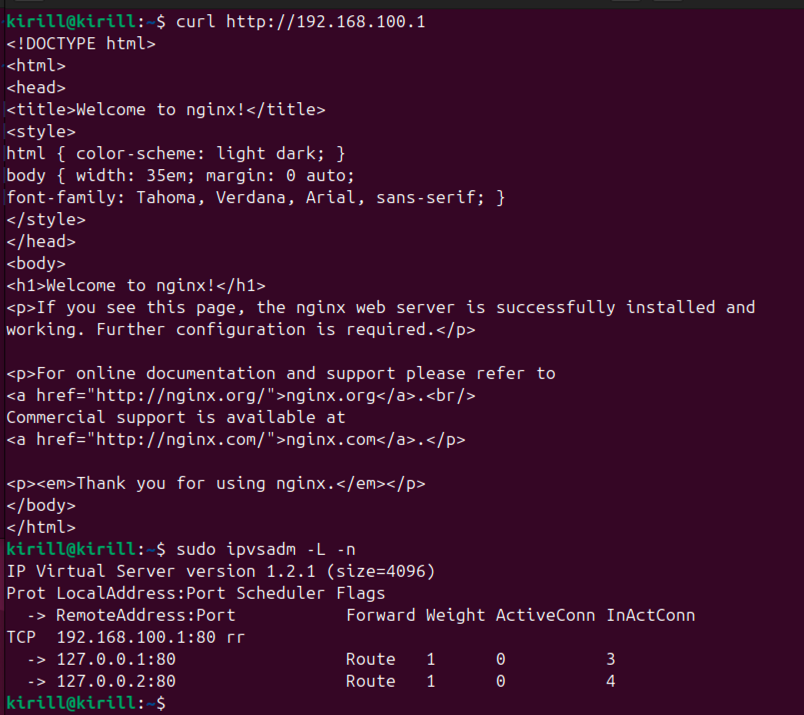 kirill@kirill:~$ curl http://192.168.100.1
<!DOCTYPE html>
<html>
<head>
<title>Welcome to nginx!</title>
<style>
html { color-scheme: light dark; }
body { width: 35em; margin: 0 auto;
font-family: Tahoma, Verdana, Arial, sans-serif; }
</style>
</head>
<body>
<h1>Welcome to nginx!</h1>
<p>If you see this page, the nginx web server is successfully installed and
working. Further configuration is required.</p>

<p>For online documentation and support please refer to
<a href="http://nginx.org/">nginx.org</a>.<br/>
Commercial support is available at
<a href="http://nginx.com/">nginx.com</a>.</p>

<p><em>Thank you for using nginx.</em></p>
</body>
</html>
kirill@kirill:~$ sudo ipvsadm -L -n
IP Virtual Server version 1.2.1 (size=4096)
Prot LocalAddress:Port Scheduler Flags
  -> RemoteAddress:Port           Forward Weight ActiveConn InActConn
TCP  192.168.100.1:80 rr
  -> 127.0.0.1:80                 Route   1      0          3
  -> 127.0.0.2:80                 Route   1      0          4
kirill@kirill:~$